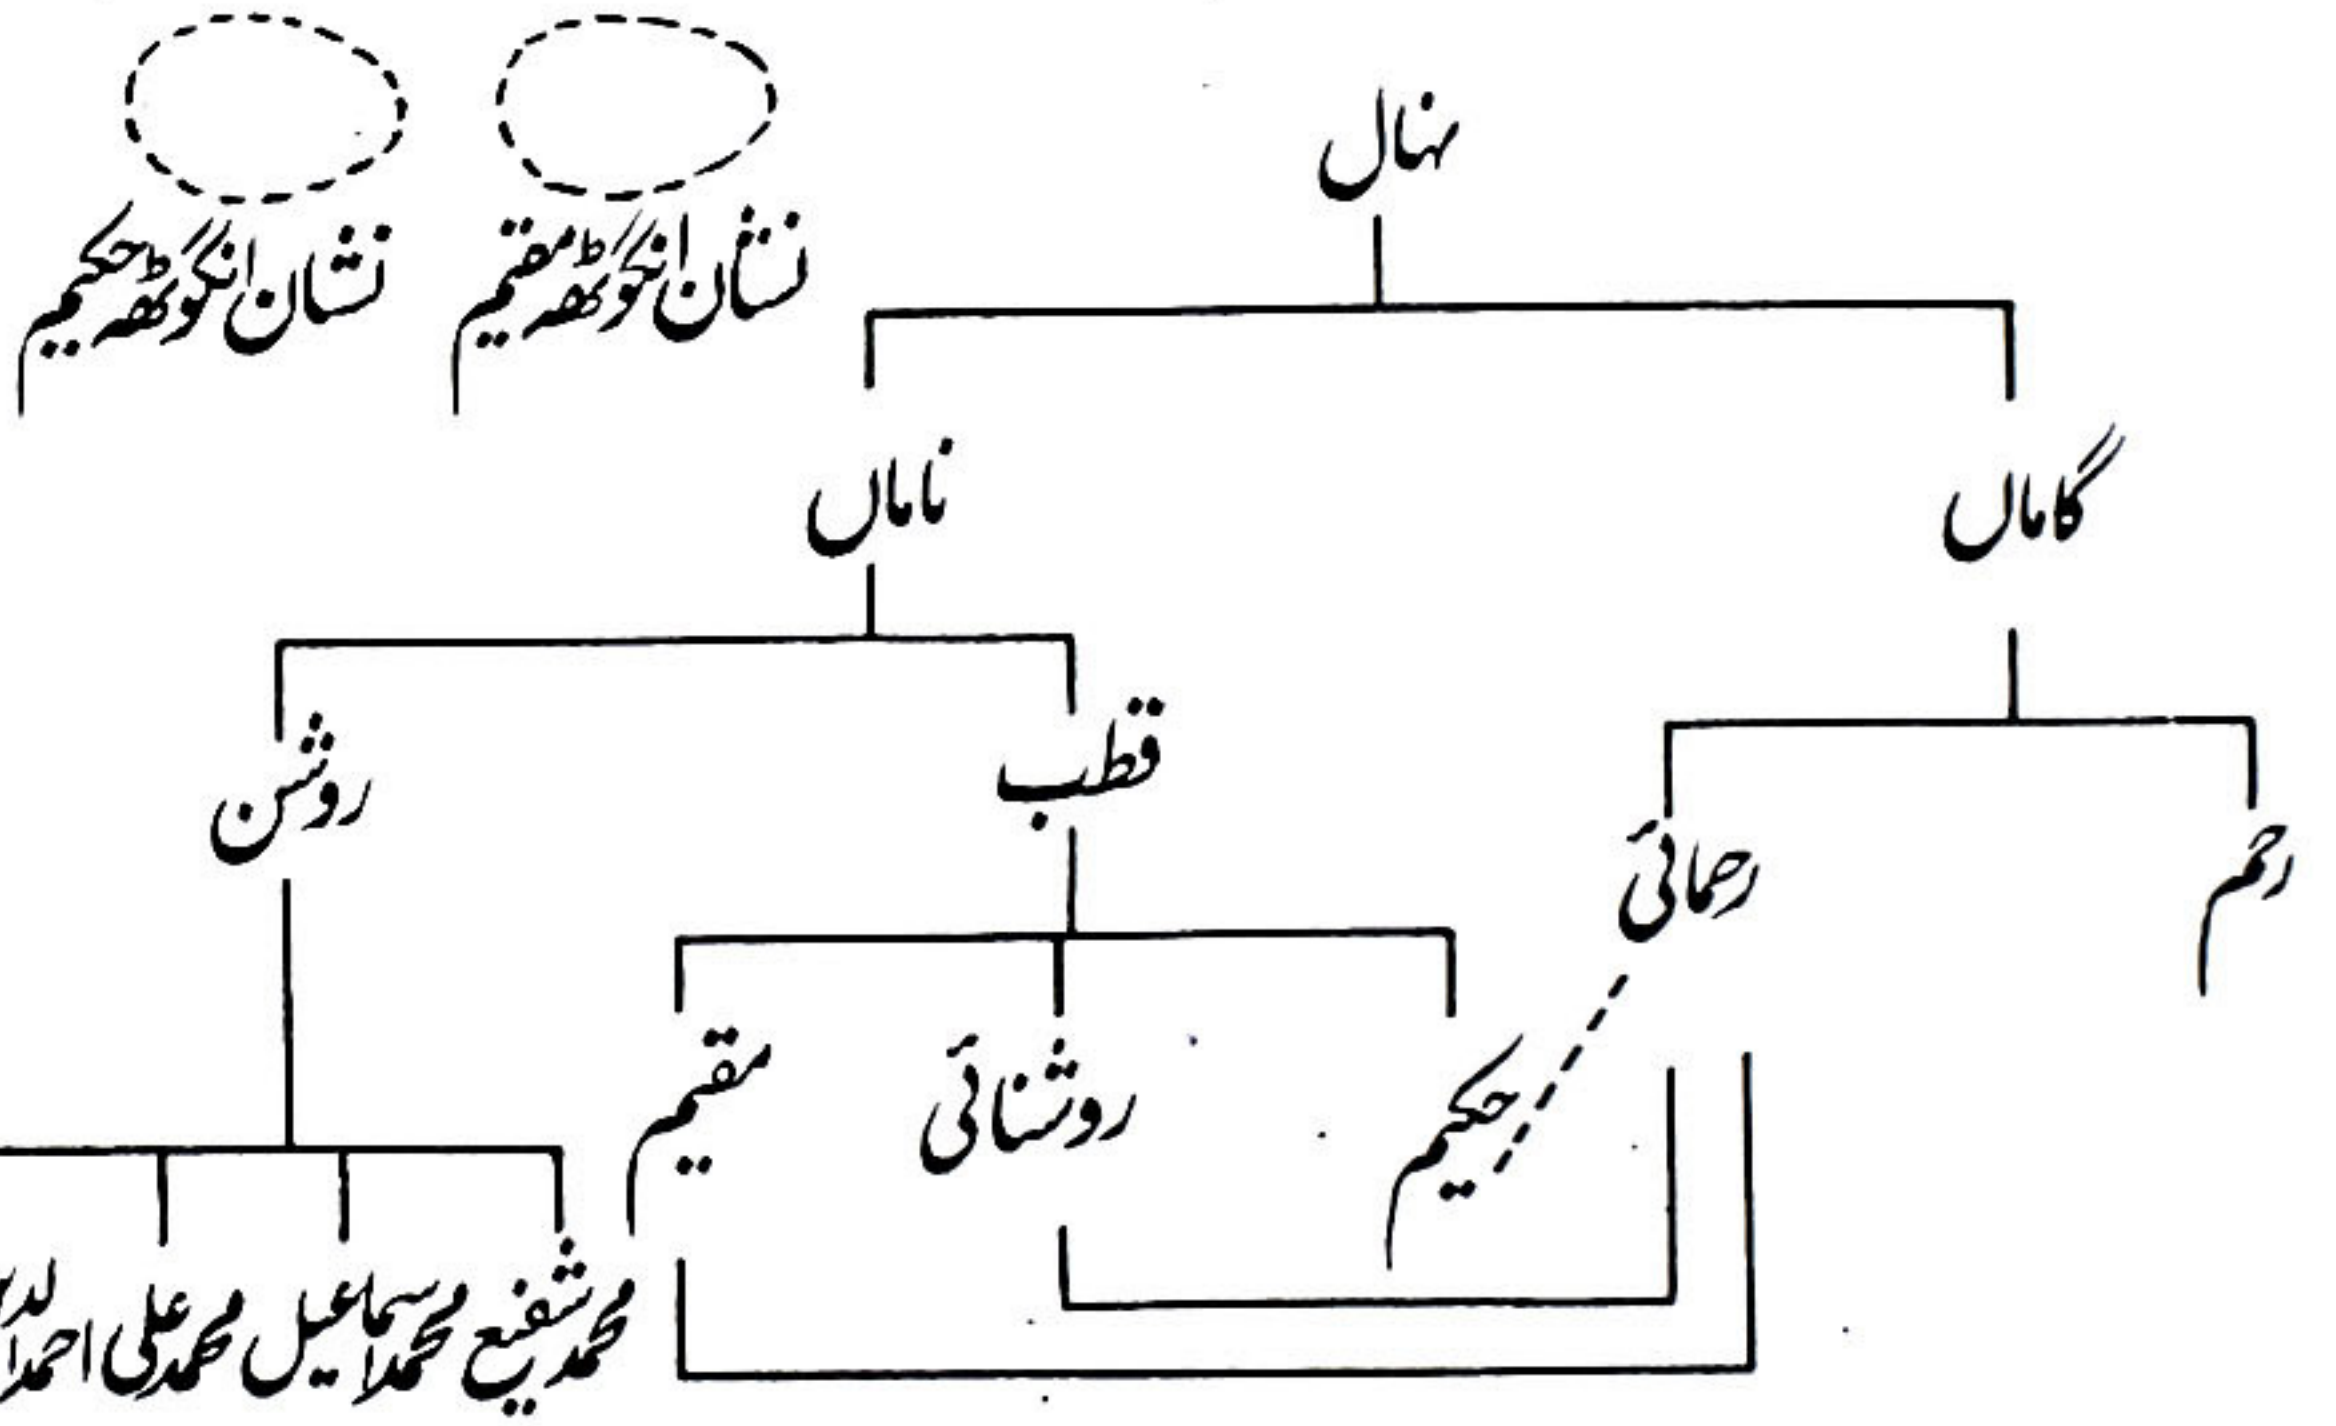 نہال
نشان انگوٹھہ مقیم
نشان انگوٹھہ حکیم
گاماں
ناماں
رحم
رحمائی
قطب
روشن
حکیم
روشنائی
مقیم
محمد شفیع
محمد اسماعیل
محمد علی